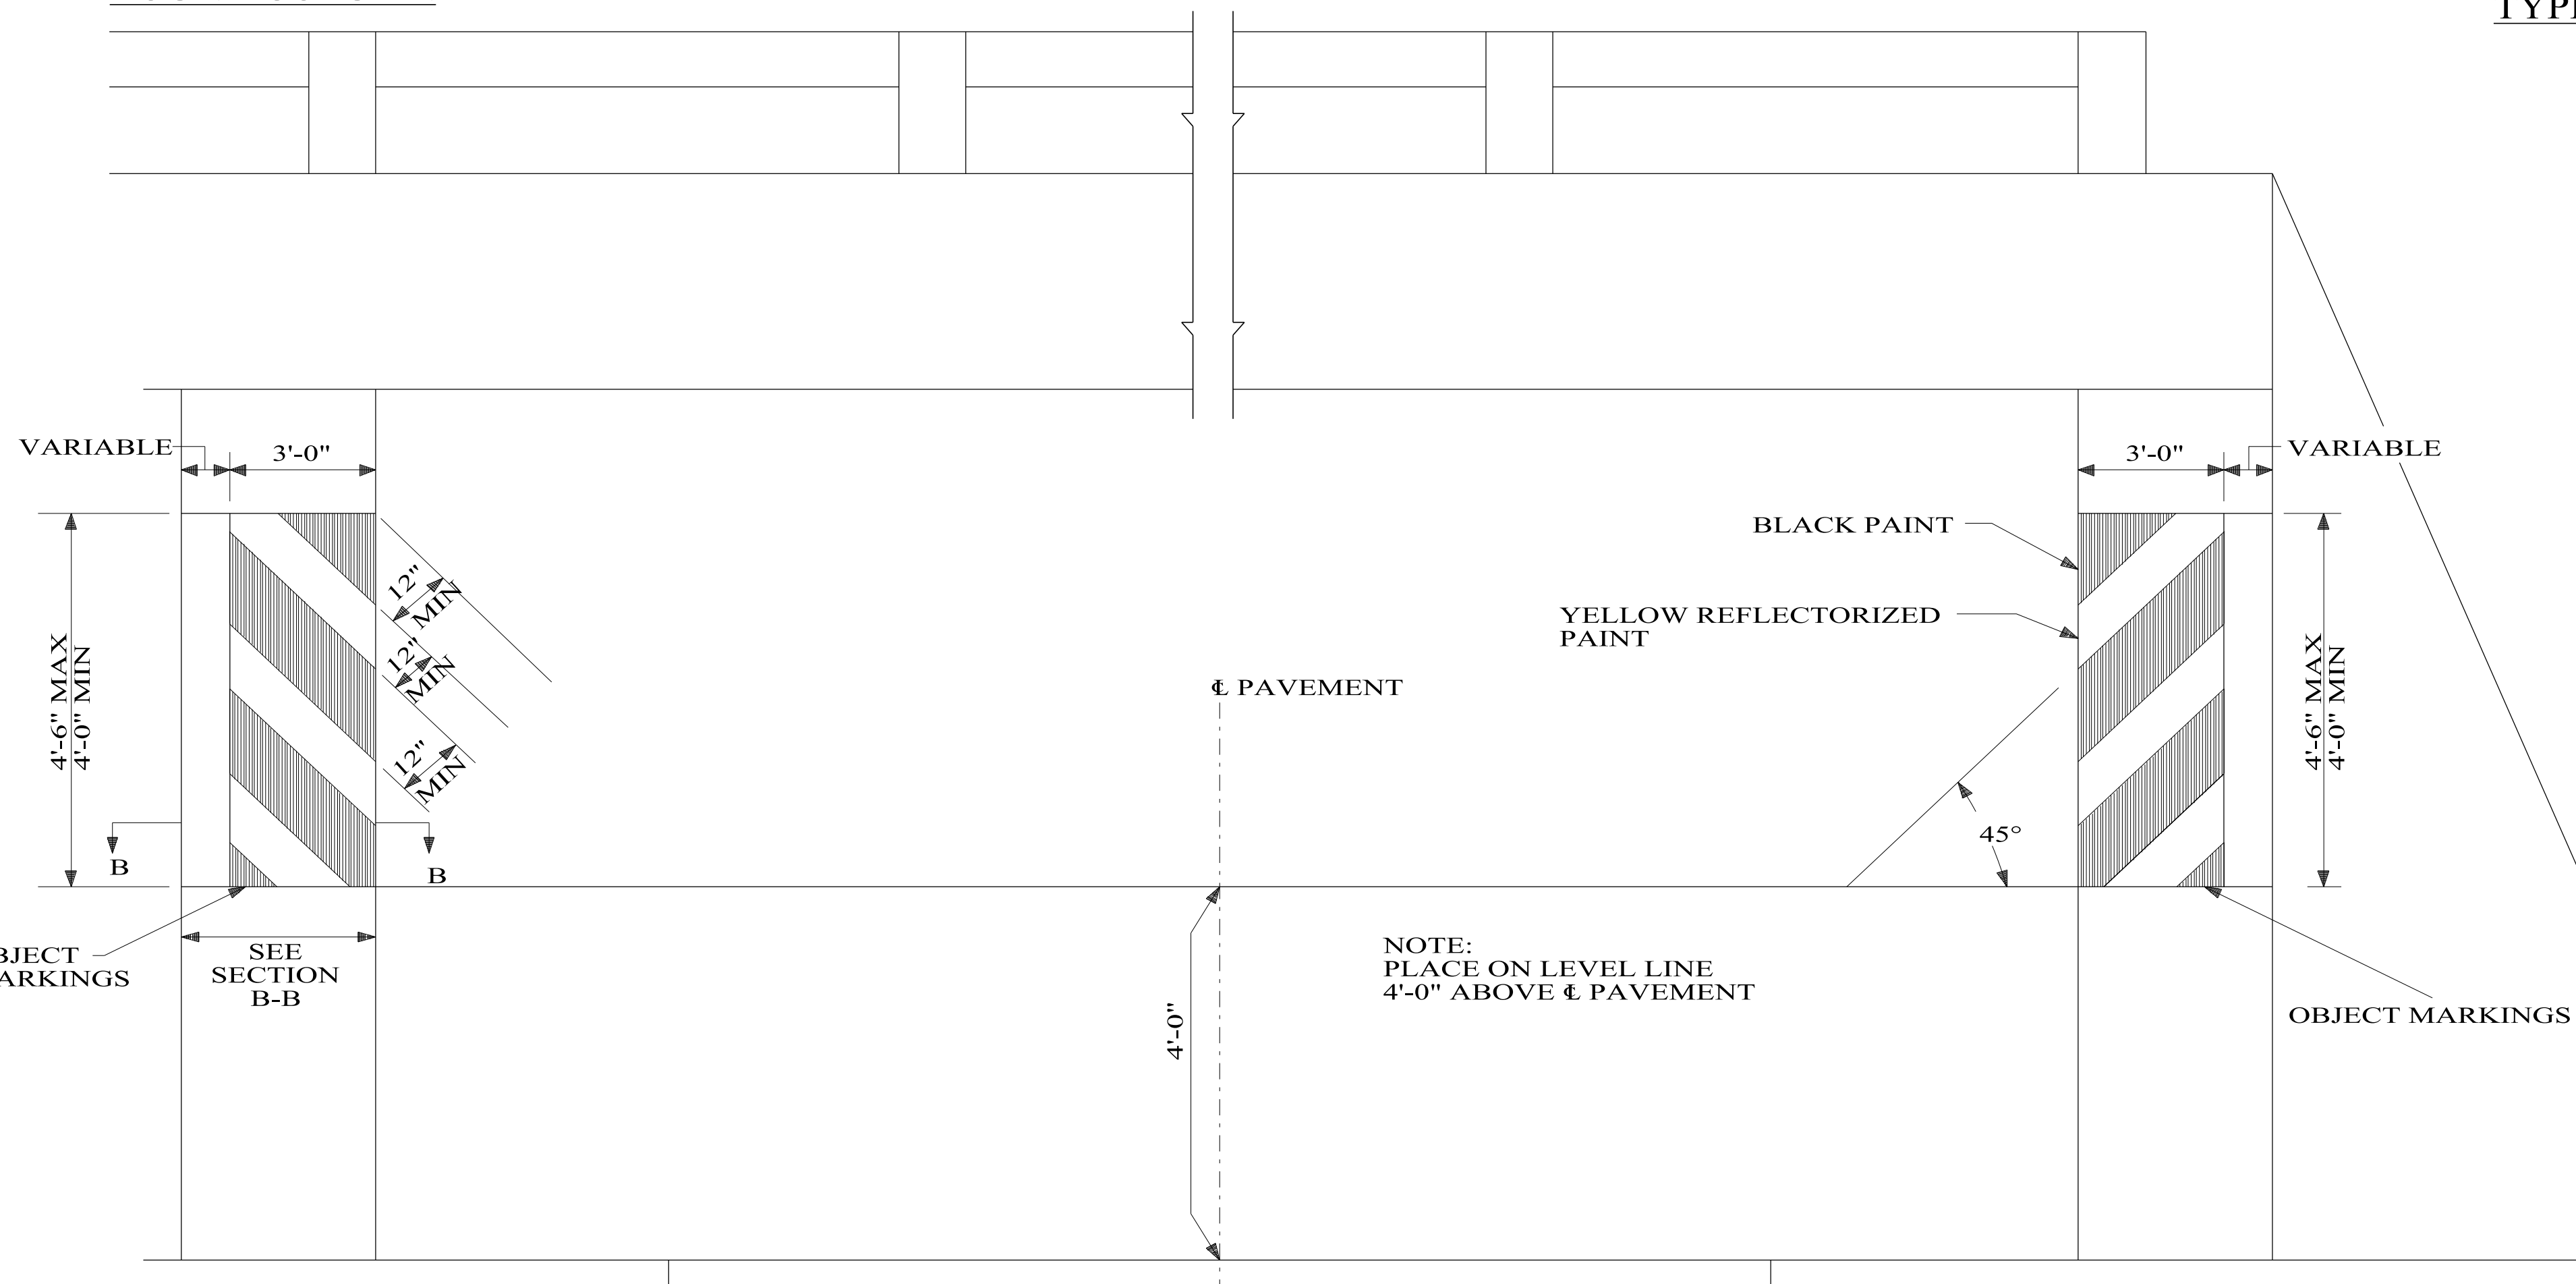 VARIABLE
3'-0"
3'-0"
VARIABLE
12"
MIN
12"
MIN
12"
MIN
4'-6" MAX
4'-0" MIN
BLACK PAINT
YELLOW REFLECTORIZED
PAINT
℄ PAVEMENT
4'-6" MAX
4'-0" MIN
45°
B
B
SEE
SECTION
B-B
NOTE:
PLACE ON LEVEL LINE
4'-0" ABOVE ℄ PAVEMENT
4'-0"
OBJECT MARKINGS